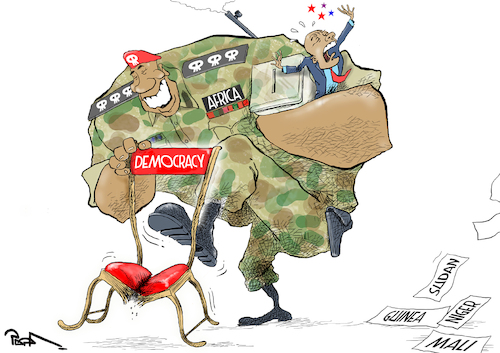 AFRICA
DEMOCRACY
SUDAN
GUINEA
NIGER
MALI